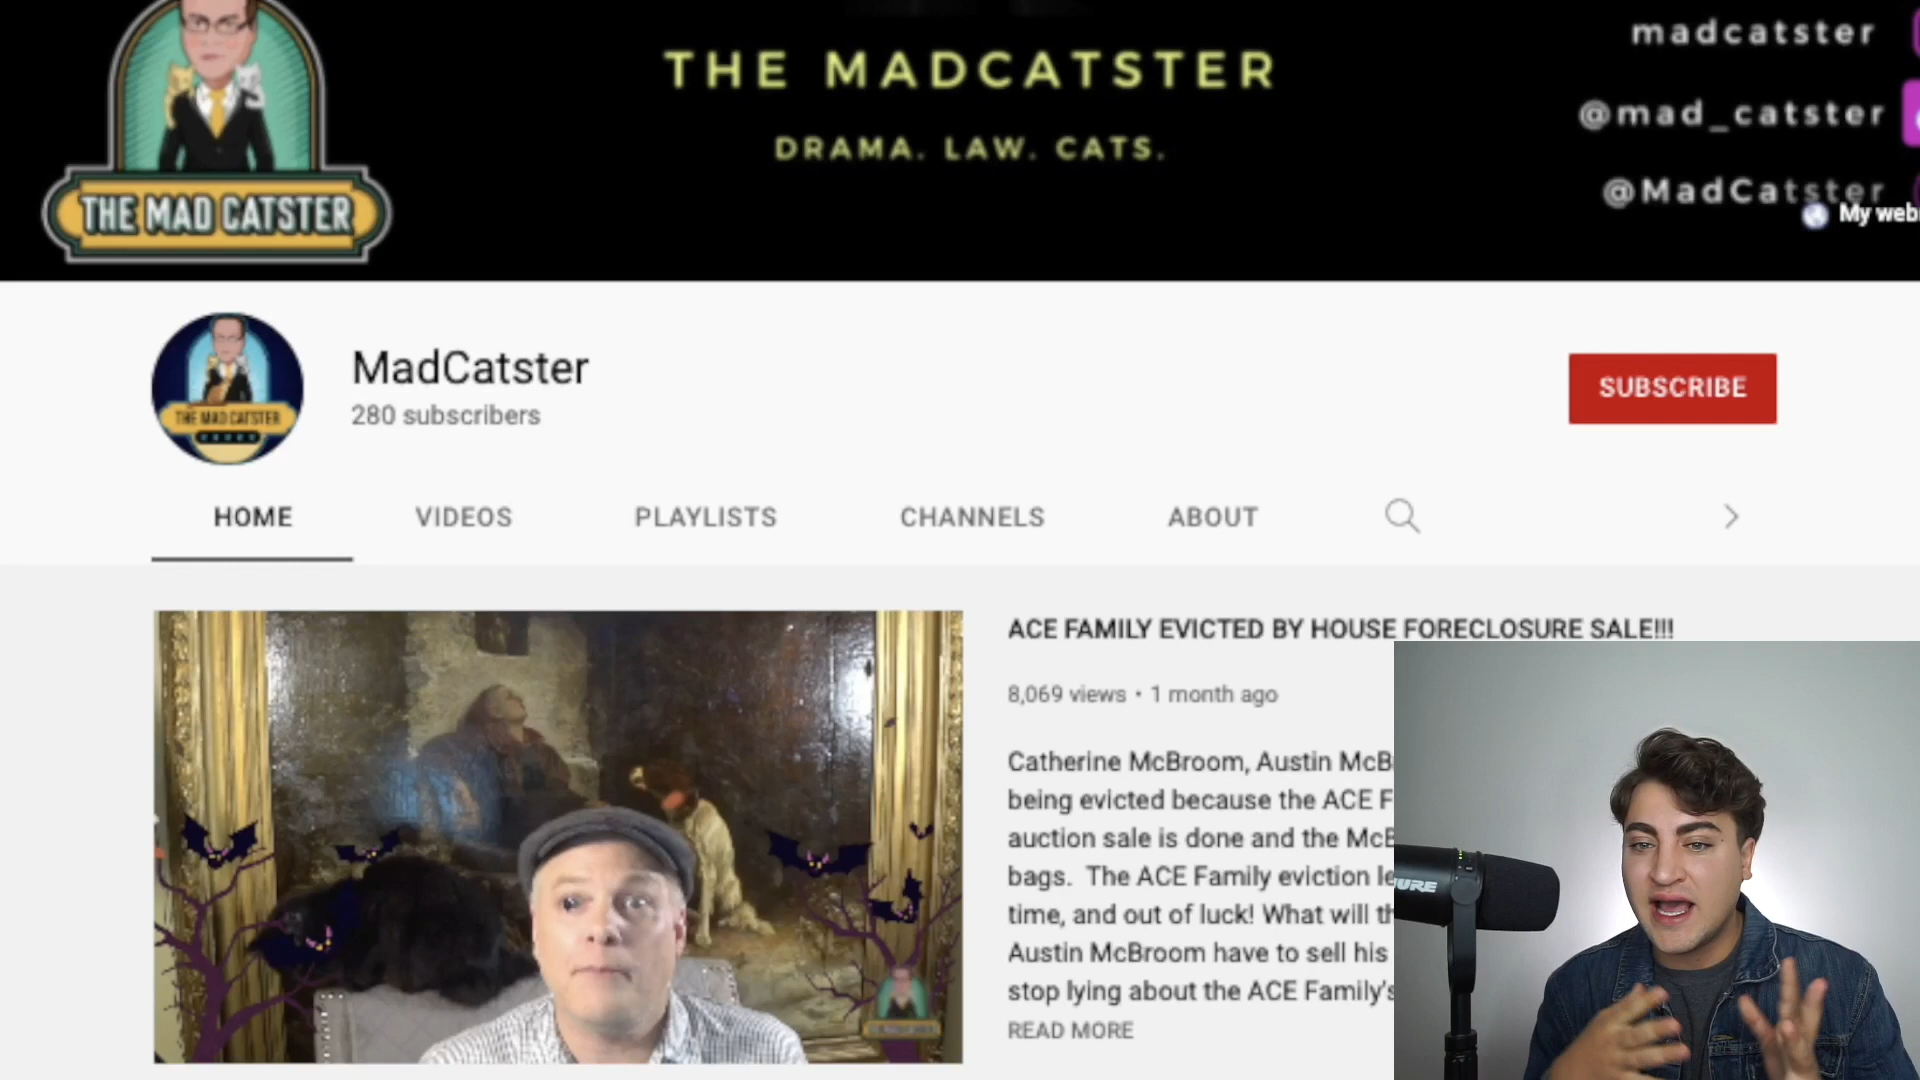 THE MADCATSTER
DRAMA. LAW. CATS.
madcatster
@mad_catster
@MadCatster
My web
THE MAD CATSTER
MadCatster
280 subscribers
THE MAD CATSTER
SUBSCRIBE
HOME
VIDEOS
PLAYLISTS
CHANNELS
ABOUT
ACE FAMILY EVICTED BY HOUSE FORECLOSURE SALE!!!
8,069 views • 1 month ago
Catherine McBroom, Austin McB
being evicted because the ACE F
auction sale is done and the McB
bags. The ACE Family eviction le
time, and out of luck! What will th
Austin McBroom have to sell his
stop lying about the ACE Family's
READ MORE
URE